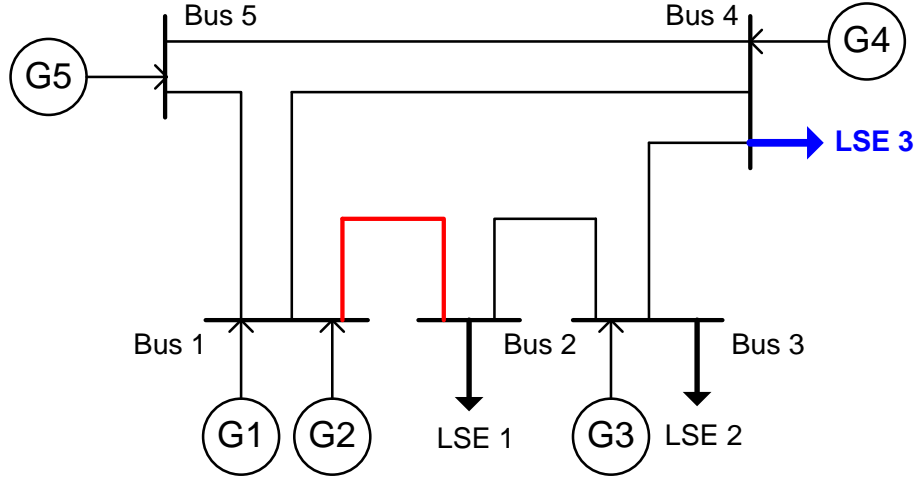 Bus 5
Bus 4
G5
G4
LSE 3
Bus 1
Bus 2
Bus 3
G1
G2
LSE 1
G3
LSE 2